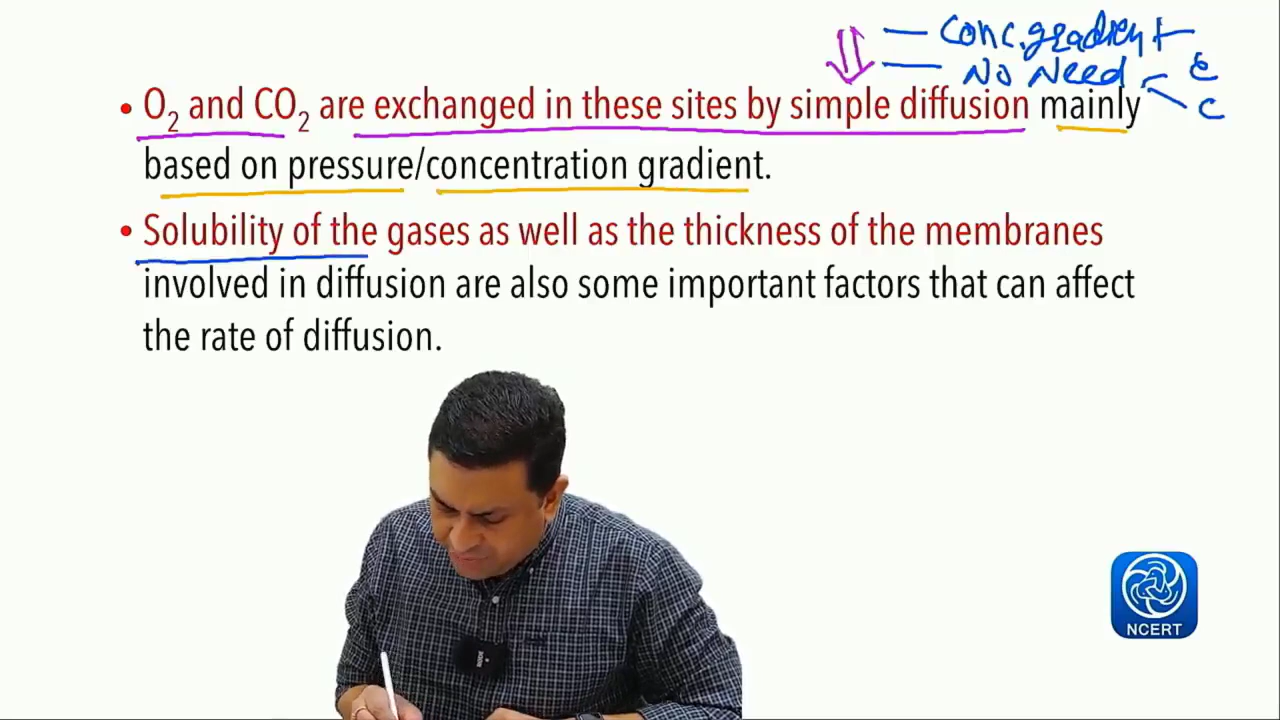 — Conc. gradient
— No Need
e
c
• O₂ and CO₂ are exchanged in these sites by simple diffusion mainly
based on pressure/concentration gradient.
• Solubility of the gases as well as the thickness of the membranes
involved in diffusion are also some important factors that can affect
the rate of diffusion.
NCERT